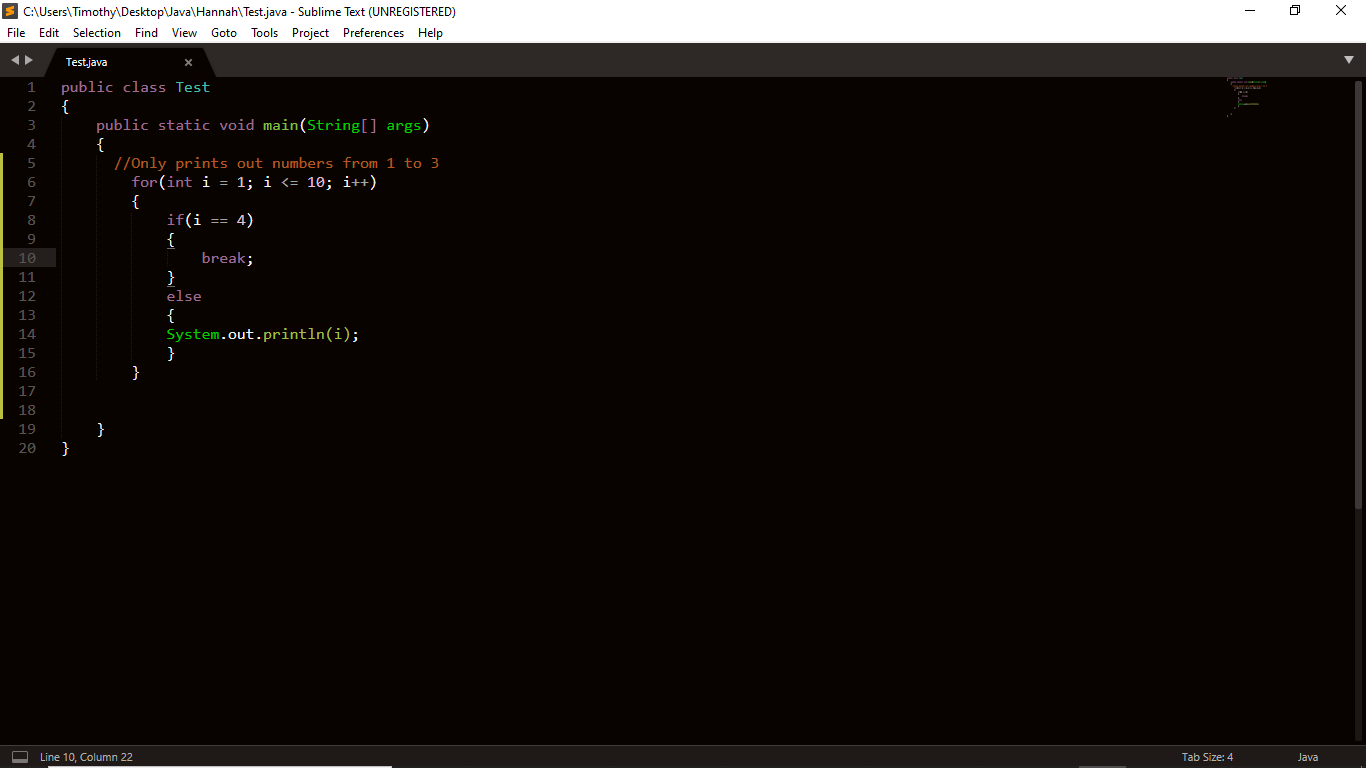 C:\Users\Timothy\Desktop\Java\Hannah\Test.java - Sublime Text (UNREGISTERED)
File Edit Selection Find View Goto Tools Project Preferences Help
Test.java
1 public class Test
2 {
3     public static void main(String[] args)
4     {
5       //Only prints out numbers from 1 to 3
6         for(int i = 1; i <= 10; i++)
7         {
8             if(i == 4)
9             {
10                 break;
11             }
12             else
13             {
14             System.out.println(i);
15             }
16         }
17
18
19     }
20 }
Line 10, Column 22 Tab Size: 4 Java